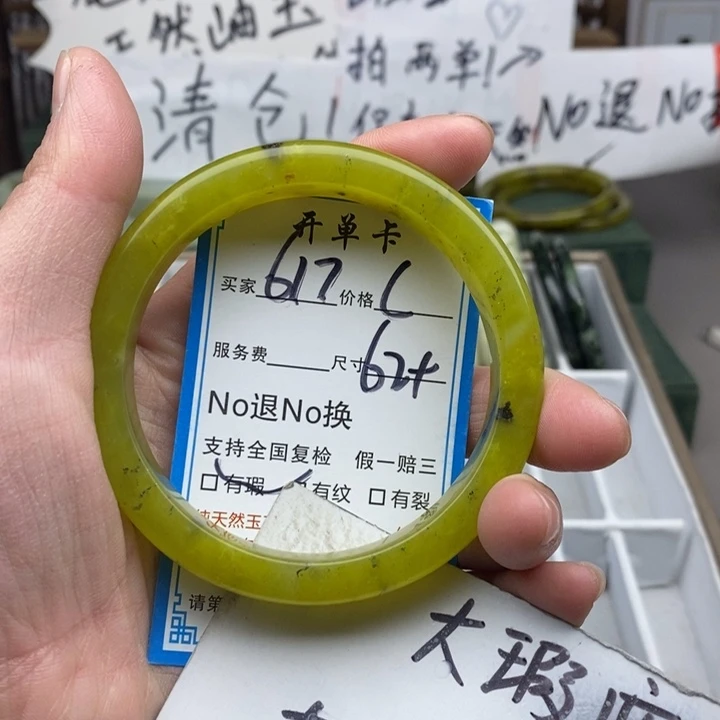 天然岫玉
清仓!
拍两单!
No退No换
开单卡
买家 617 价格 C
服务费 尺寸 62+
No退No换
支持全国复检 假一赔三
□有瑕 有纹 □有裂
纯天然玉
请第
大瑕疵